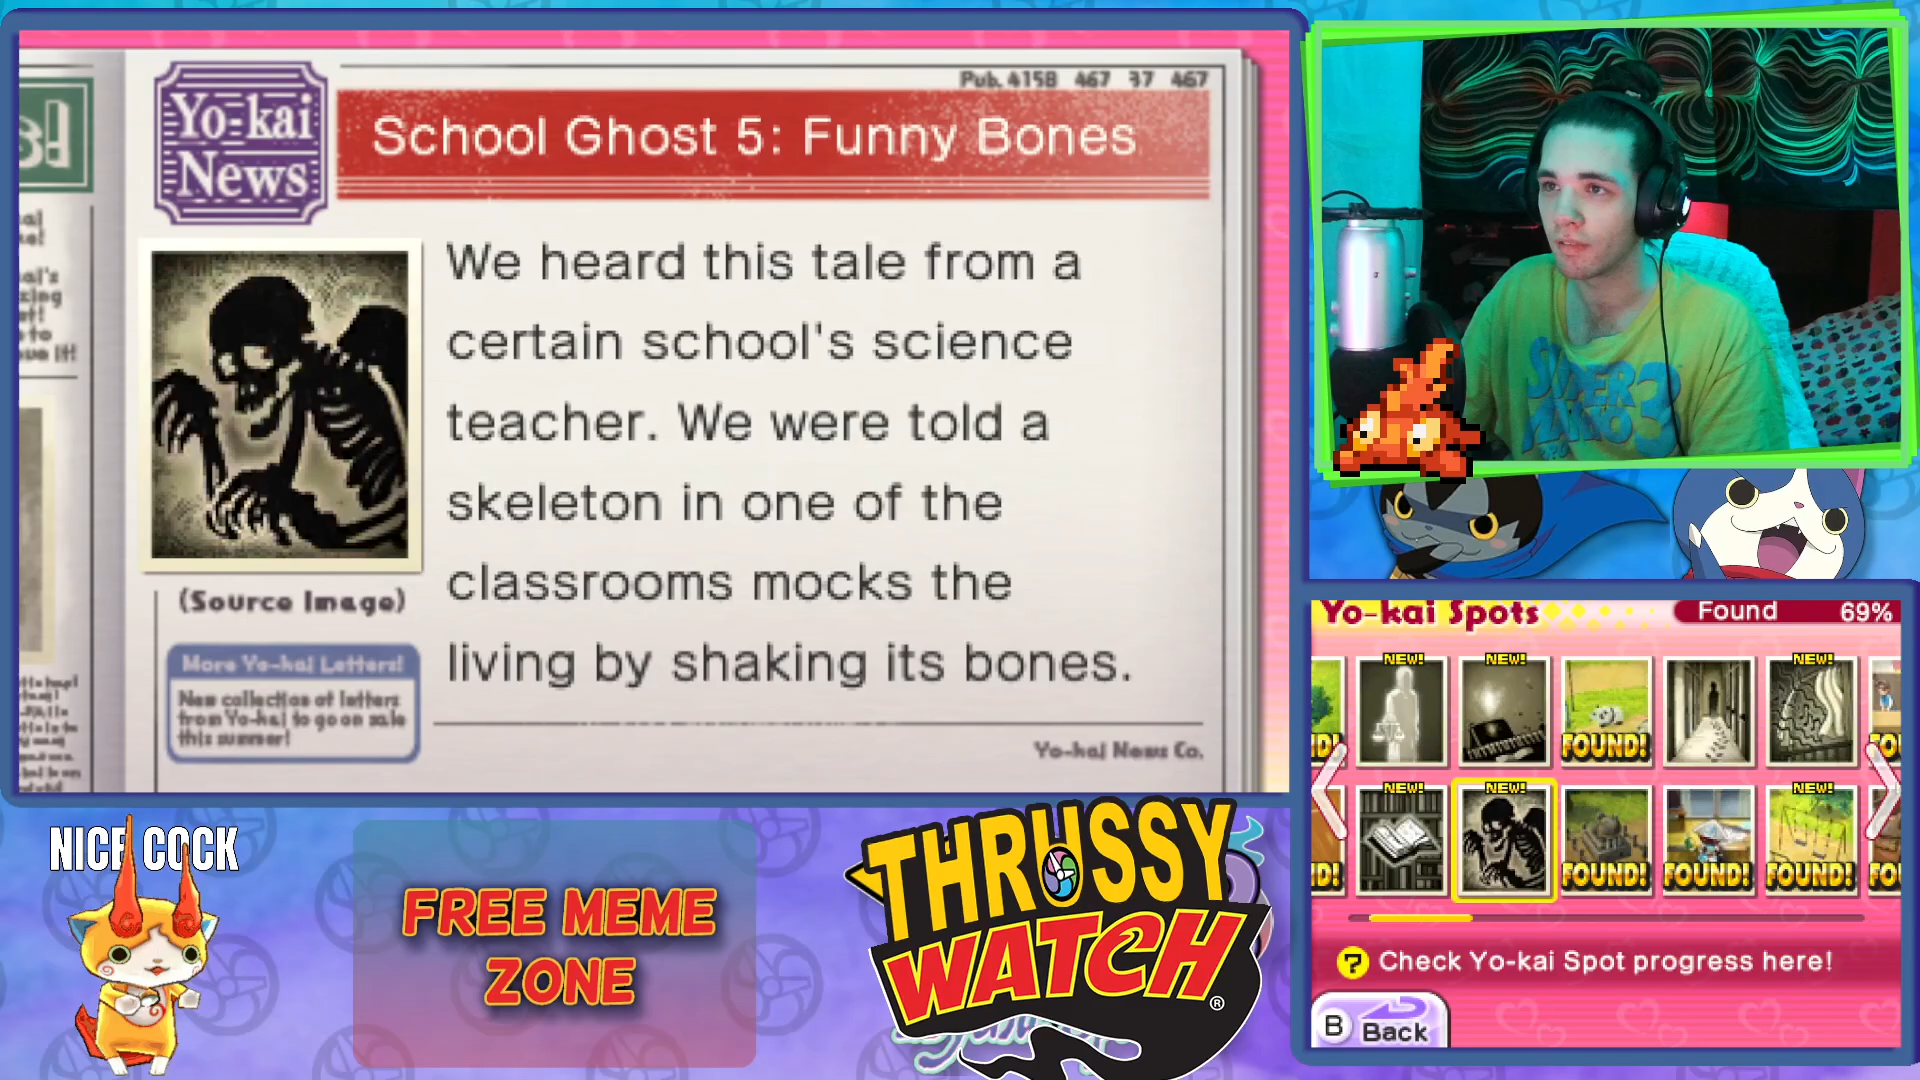 Pub. 4158 467 37 467
Yo-kai
News
School Ghost 5: Funny Bones
We heard this tale from a
certain school's science
teacher. We were told a
skeleton in one of the
classrooms mocks the
living by shaking its bones.
(Source Image)
More Yo-kai Letters!
New collection of letters
from Yo-kai to go on sale
this summer!
Yo-kai News Co.
SUPER
MARIO
3
Yo-kai Spots
Found 69%
NEW! NEW! NEW!
FOUND!
NEW! NEW! NEW!
FOUND! FOUND! FOUND!
? Check Yo-kai Spot progress here!
B Back
NICE COCK
FREE MEME
ZONE
THRUSSY
WATCH®